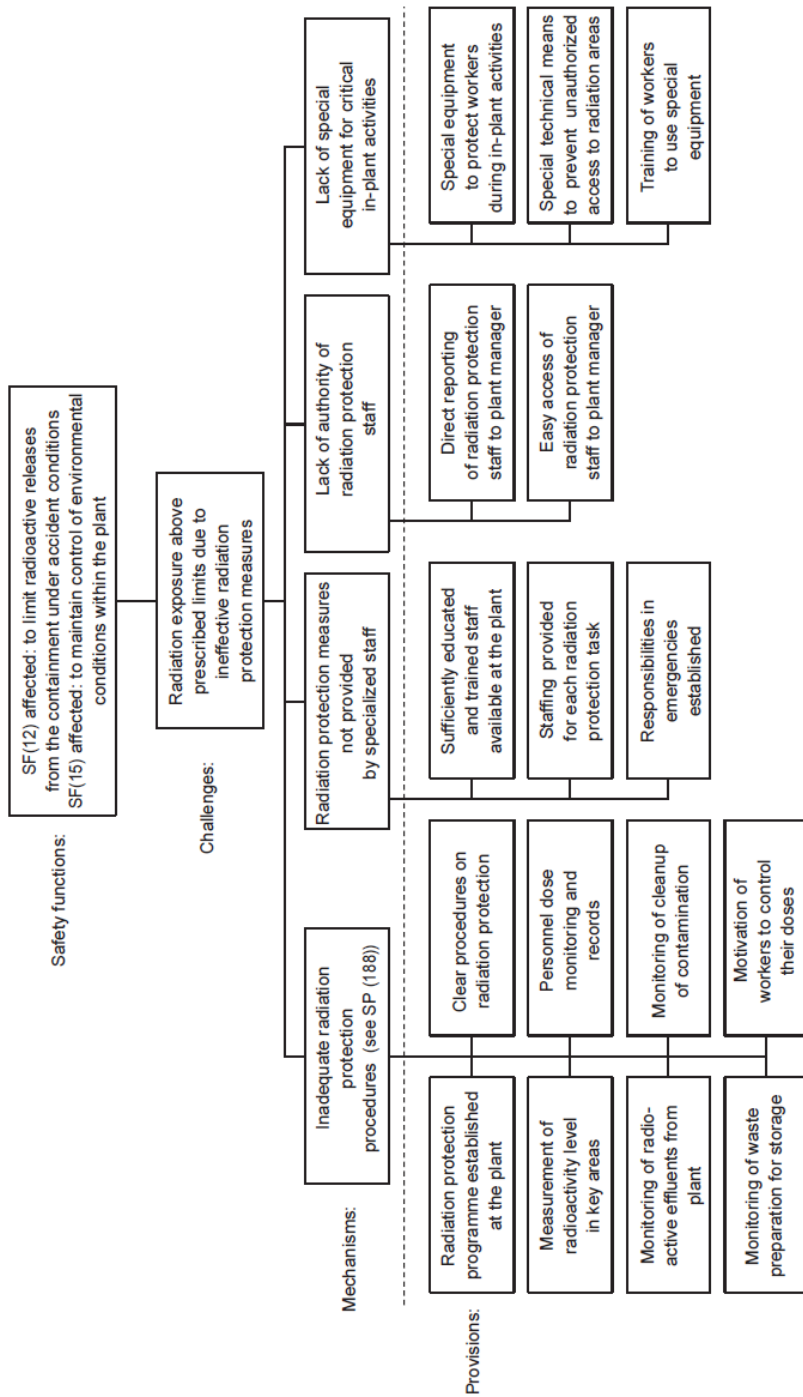 Safety functions:
SF(12) affected: to limit radioactive releases
from the containment under accident conditions
SF(15) affected: to maintain control of environmental
conditions within the plant
Challenges:
Radiation exposure above
prescribed limits due to
ineffective radiation
protection measures
Mechanisms:
Inadequate radiation
protection
procedures (see SP (188))
Radiation protection measures
not provided
by specialized staff
Lack of authority of
radiation protection
staff
Lack of special
equipment for critical
in-plant activities
Provisions:
Radiation protection
programme established
at the plant
Clear procedures on
radiation protection
Measurement of
radioactivity level
in key areas
Personnel dose
monitoring and
records
Monitoring of radio-
active effluents from
plant
Monitoring of cleanup
of contamination
Monitoring of waste
preparation for storage
Motivation of
workers to control
their doses
Sufficiently educated
and trained staff
available at the plant
Staffing provided
for each radiation
protection task
Responsibilities in
emergencies
established
Direct reporting
of radiation protection
staff to plant manager
Easy access of
radiation protection
staff to plant manager
Special equipment
to protect workers
during in-plant activities
Special technical means
to prevent unauthorized
access to radiation areas
Training of workers
to use special
equipment